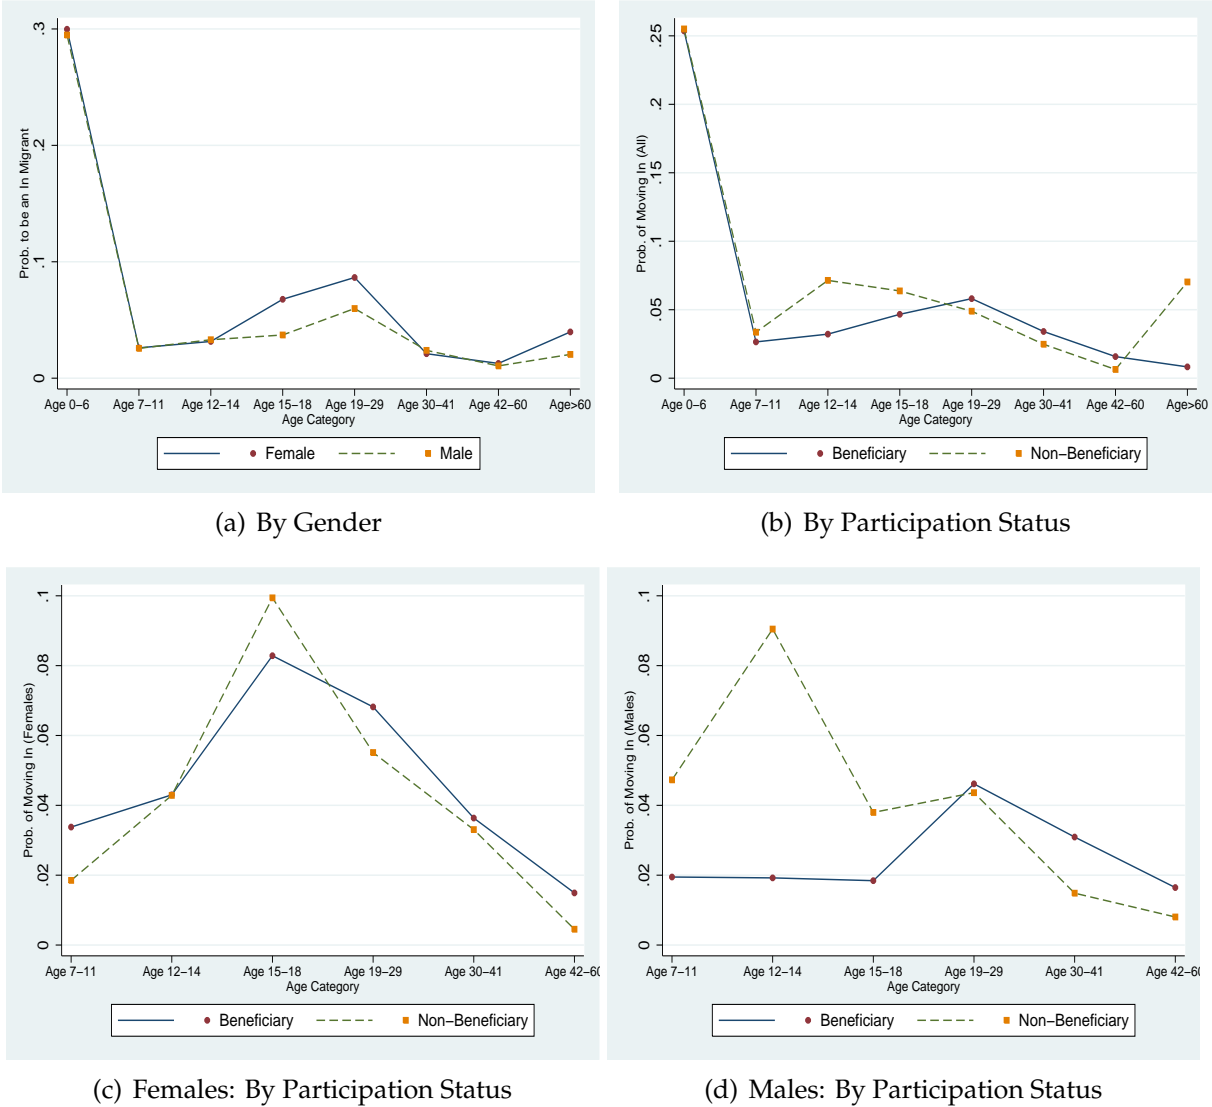 Prob. to be an In Migrant
.3
.2
.1
0
Age 0–6 Age 7–11 Age 12–14 Age 15–18 Age 19–29 Age 30–41 Age 42–60 Age>60
Age Category
Female Male
(a) By Gender
Prob. of Moving In (All)
.25
.2
.15
.1
.05
0
Age 0–6 Age 7–11 Age 12–14 Age 15–18 Age 19–29 Age 30–41 Age 42–60 Age>60
Age Category
Beneficiary Non–Beneficiary
(b) By Participation Status
Prob. of Moving In (Females)
.1
.08
.06
.04
.02
0
Age 7–11 Age 12–14 Age 15–18 Age 19–29 Age 30–41 Age 42–60
Age Category
Beneficiary Non–Beneficiary
(c) Females: By Participation Status
Prob. of Moving In (Males)
.1
.08
.06
.04
.02
0
Age 7–11 Age 12–14 Age 15–18 Age 19–29 Age 30–41 Age 42–60
Age Category
Beneficiary Non–Beneficiary
(d) Males: By Participation Status